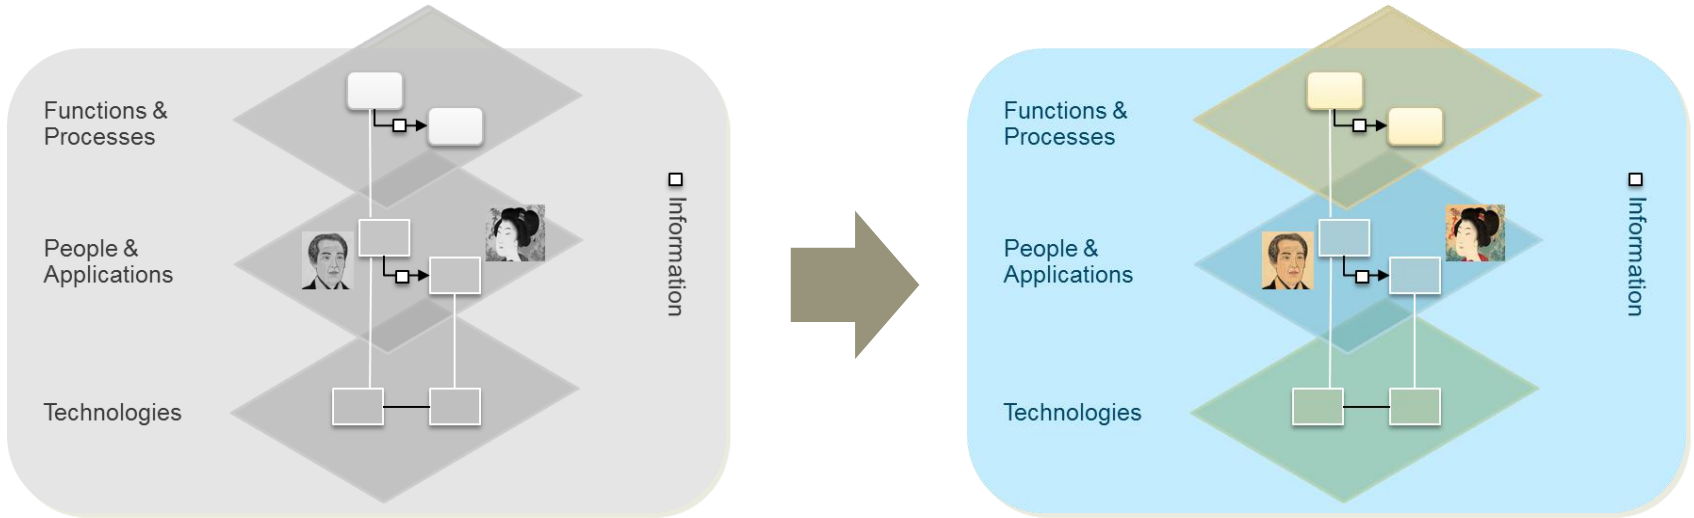 Functions &
Processes
People &
Applications
Technologies
Information
Functions &
Processes
People &
Applications
Technologies
Information